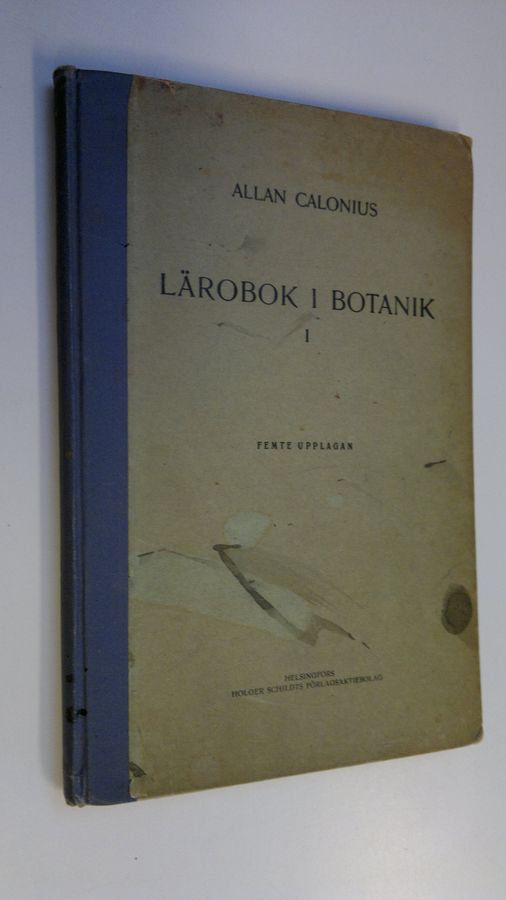 ALLAN CALONIUS
LÄROBOK I BOTANIK
I
FEMTE UPPLAGAN
HELSINGFORS
HOLGER SCHILDTS FÖRLAGSAKTIEBOLAG